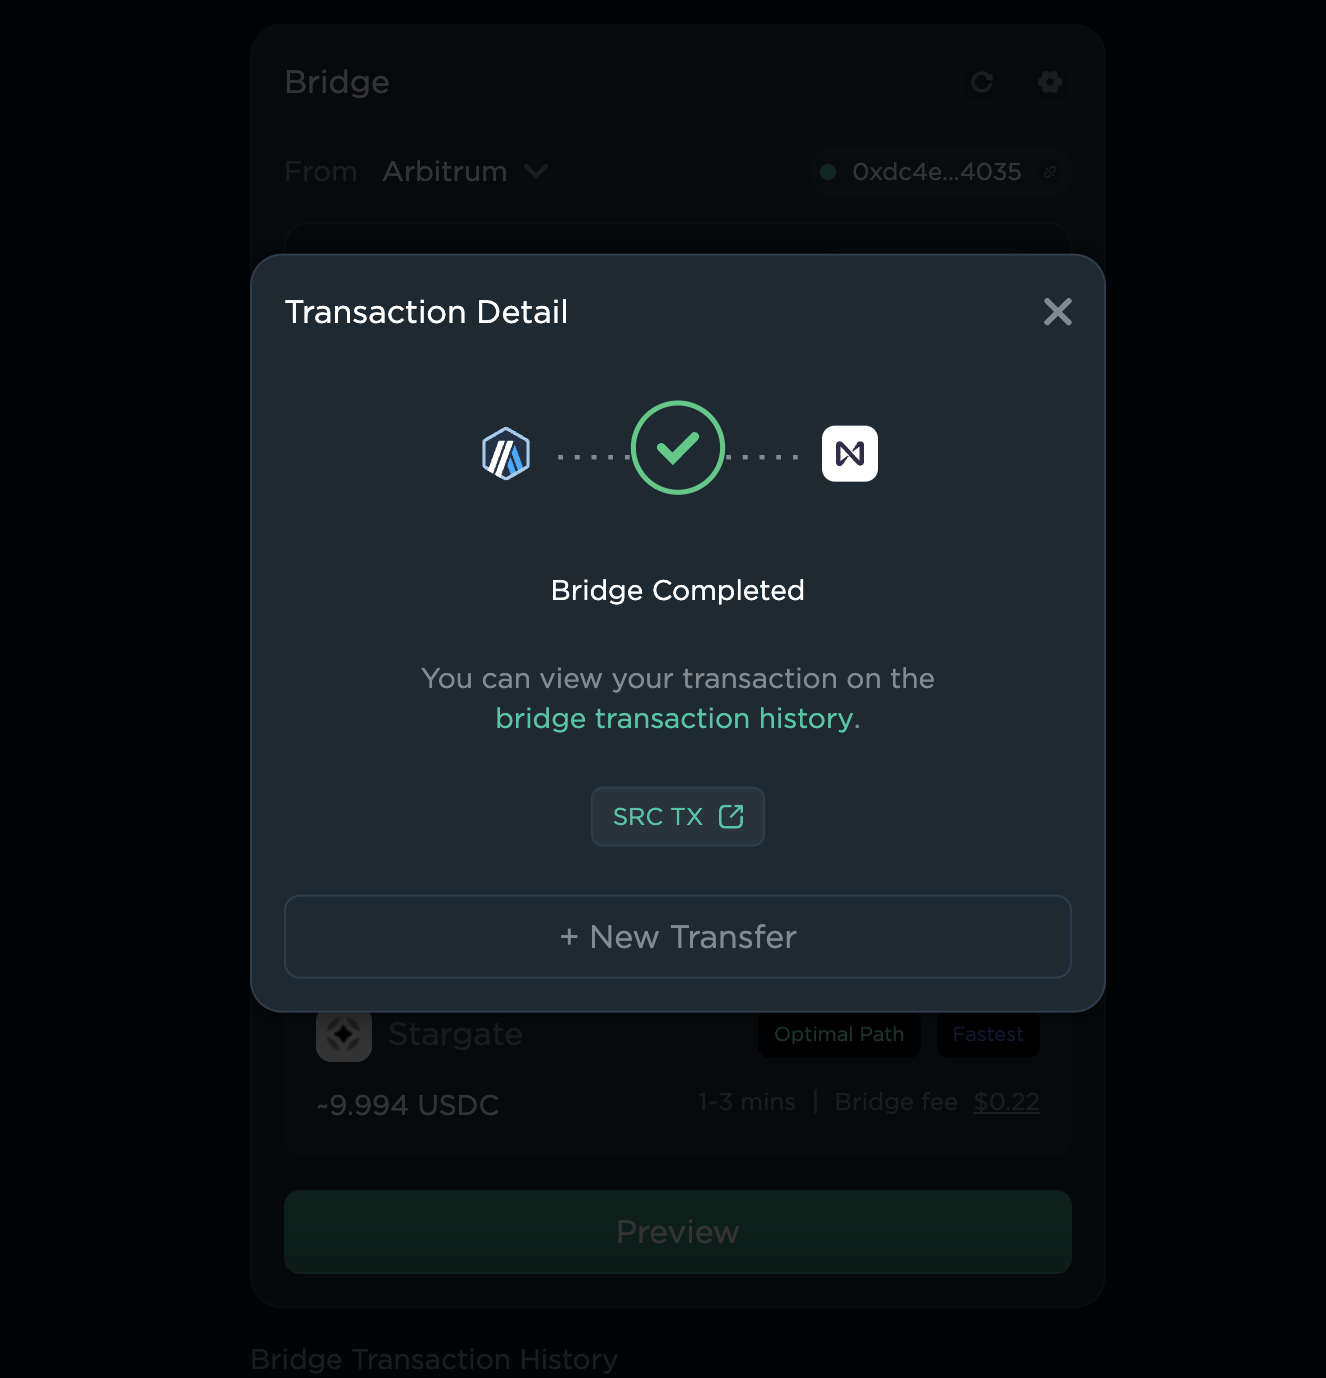 Bridge
From Arbitrum 0xdc4e...4035
Transaction Detail
Bridge Completed
You can view your transaction on the
bridge transaction history.
SRC TX
+ New Transfer
Stargate Optimal Path Fastest
~9.994 USDC 1~3 mins | Bridge fee $0.22
Preview
Bridge Transaction History